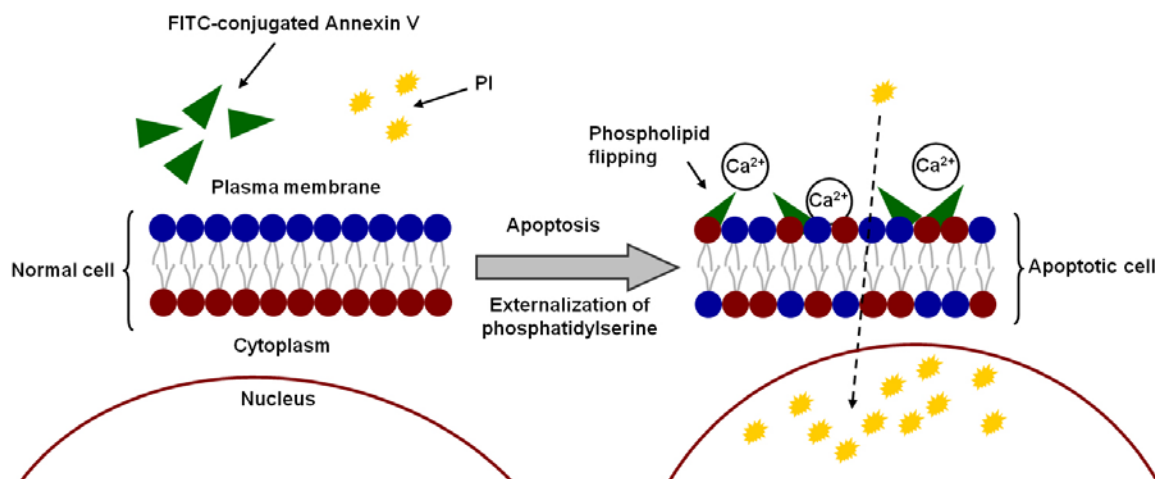 FITC-conjugated Annexin V
PI
Plasma membrane
Normal cell
Cytoplasm
Nucleus
Apoptosis
Externalization of
phosphatidylserine
Phospholipid
flipping
Ca²⁺
Ca²⁺
Ca²⁺
Apoptotic cell